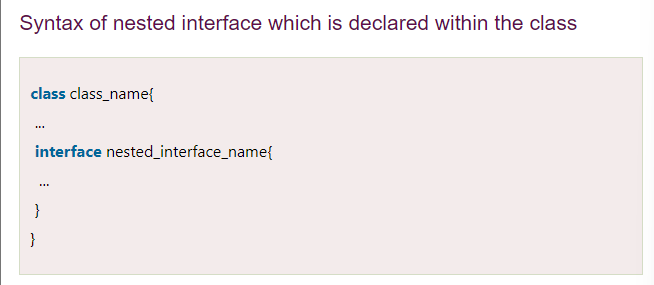 Syntax of nested interface which is declared within the class
class class_name{
...
interface nested_interface_name{
...
}
}